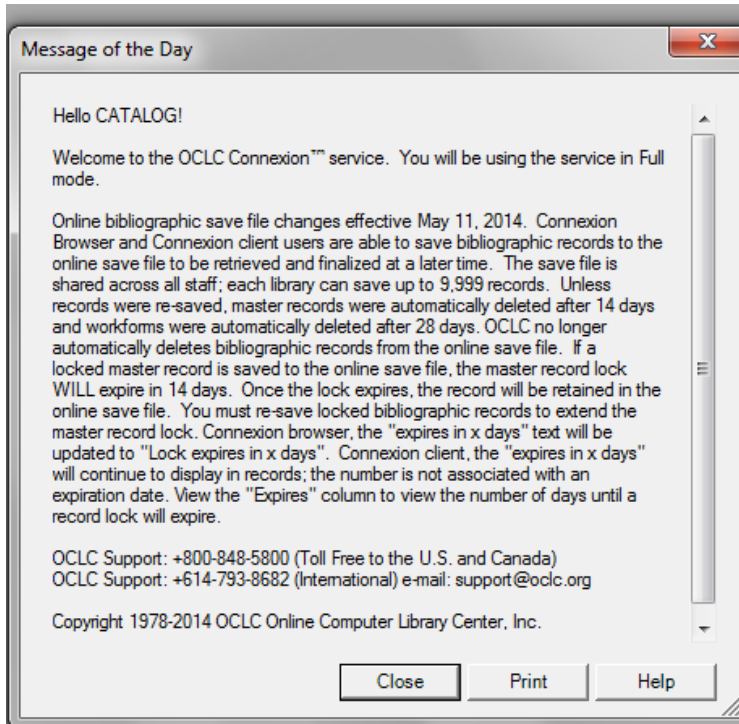 Message of the Day
Hello CATALOG!
Welcome to the OCLC Connexion™ service.  You will be using the service in Full
mode.
Online bibliographic save file changes effective May 11, 2014.  Connexion
Browser and Connexion client users are able to save bibliographic records to the
online save file to be retrieved and finalized at a later time.  The save file is
shared across all staff; each library can save up to 9,999 records.  Unless
records were re-saved, master records were automatically deleted after 14 days
and workforms were automatically deleted after 28 days. OCLC no longer
automatically deletes bibliographic records from the online save file.  If a
locked master record is saved to the online save file, the master record lock
WILL expire in 14 days.  Once the lock expires, the record will be retained in the
online save file.  You must re-save locked bibliographic records to extend the
master record lock. Connexion browser, the "expires in x days" text will be
updated to "Lock expires in x days".  Connexion client, the "expires in x days"
will continue to display in records; the number is not associated with an
expiration date. View the "Expires" column to view the number of days until a
record lock will expire.
OCLC Support: +800-848-5800 (Toll Free to the U.S. and Canada)
OCLC Support: +614-793-8682 (International) e-mail: support@oclc.org
Copyright 1978-2014 OCLC Online Computer Library Center, Inc.
Close Print Help